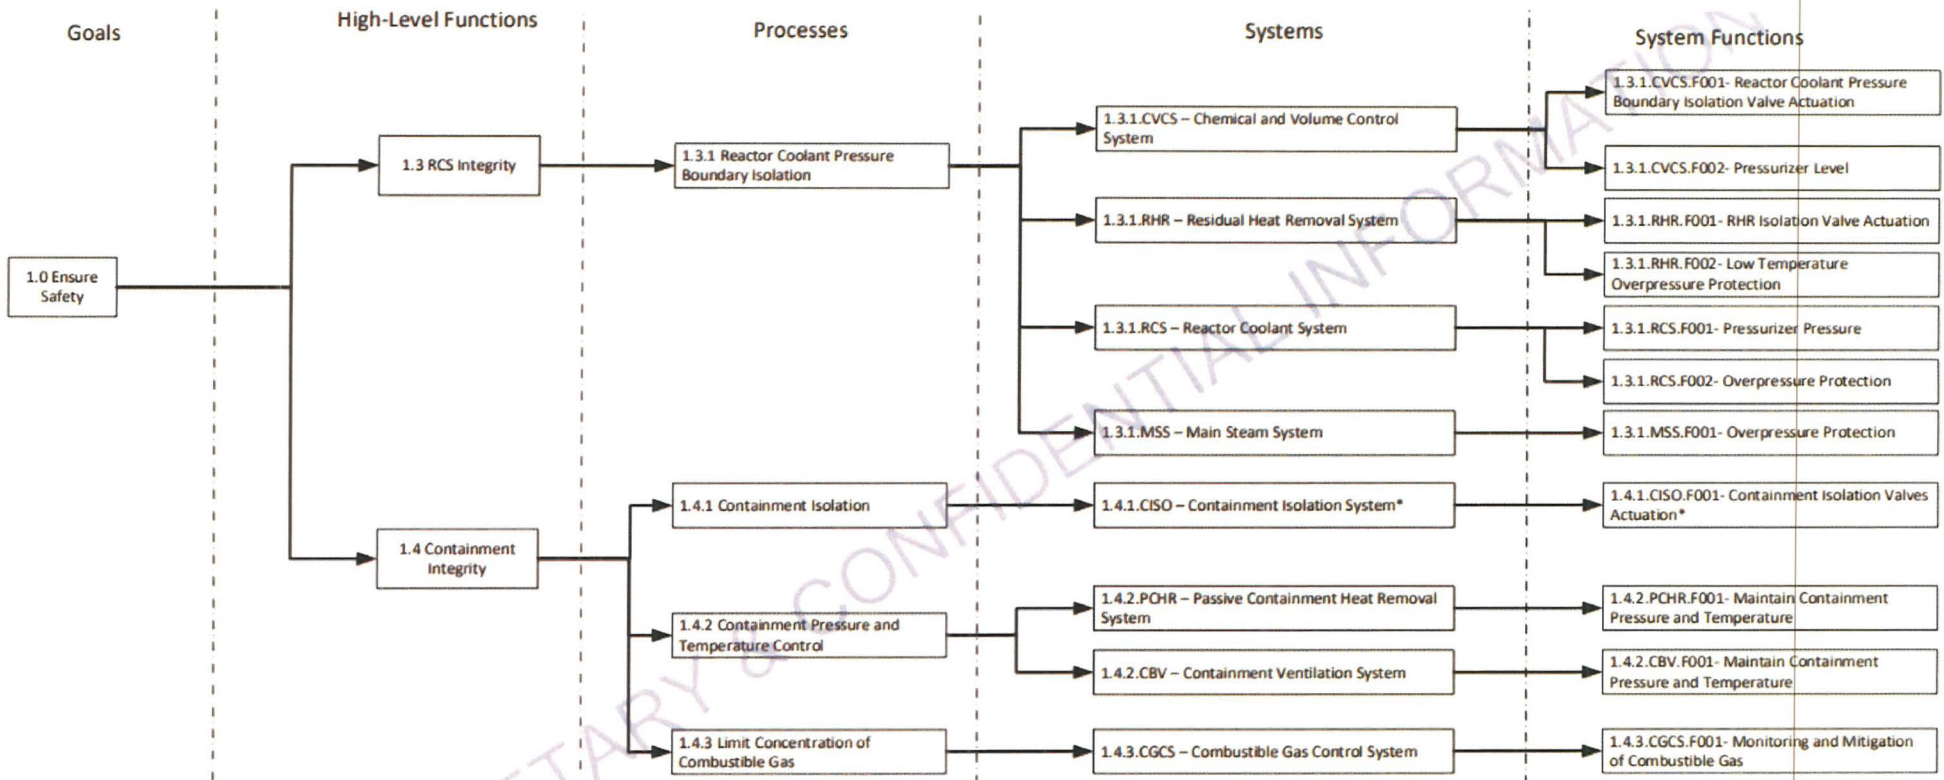 Goals
High-Level Functions
Processes
Systems
System Functions
1.0 Ensure
Safety
1.3 RCS Integrity
1.4 Containment
Integrity
1.3.1 Reactor Coolant Pressure
Boundary Isolation
1.4.1 Containment Isolation
1.4.2 Containment Pressure and
Temperature Control
1.4.3 Limit Concentration of
Combustible Gas
1.3.1.CVCS – Chemical and Volume Control
System
1.3.1.RHR – Residual Heat Removal System
1.3.1.RCS – Reactor Coolant System
1.3.1.MSS – Main Steam System
1.4.1.CISO – Containment Isolation System*
1.4.2.PCHR – Passive Containment Heat Removal
System
1.4.2.CBV – Containment Ventilation System
1.4.3.CGCS – Combustible Gas Control System
1.3.1.CVCS.F001- Reactor Coolant Pressure
Boundary Isolation Valve Actuation
1.3.1.CVCS.F002- Pressurizer Level
1.3.1.RHR.F001- RHR Isolation Valve Actuation
1.3.1.RHR.F002- Low Temperature
Overpressure Protection
1.3.1.RCS.F001- Pressurizer Pressure
1.3.1.RCS.F002- Overpressure Protection
1.3.1.MSS.F001- Overpressure Protection
1.4.1.CISO.F001- Containment Isolation Valves
Actuation*
1.4.2.PCHR.F001- Maintain Containment
Pressure and Temperature
1.4.2.CBV.F001- Maintain Containment
Pressure and Temperature
1.4.3.CGCS.F001- Monitoring and Mitigation
of Combustible Gas
& CONFIDENTIAL INFORMATION